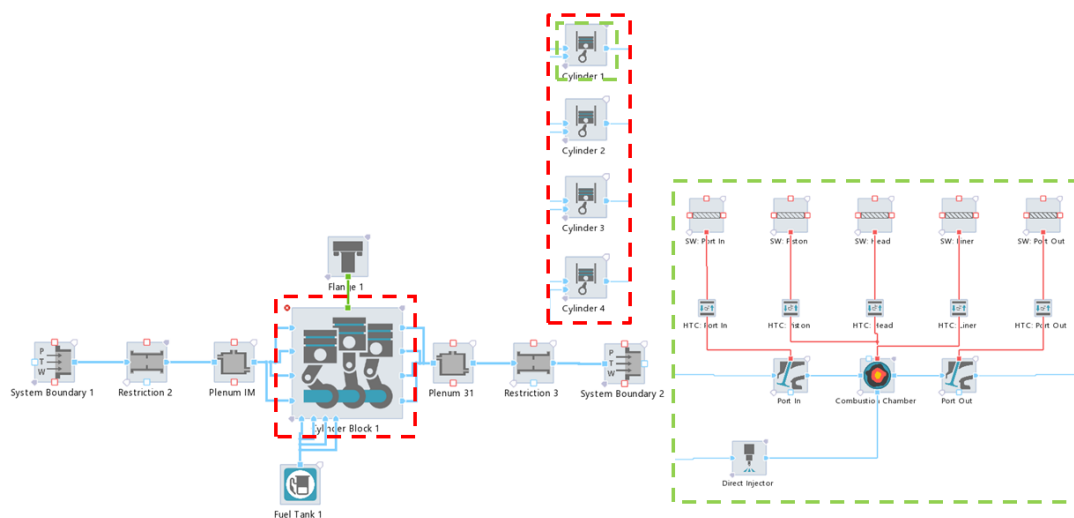 Cylinder 1
Cylinder 2
Cylinder 3
Cylinder 4
Flange 1
P
T
W
System Boundary 1
Restriction 2
Plenum IM
Cylinder Block 1
Fuel Tank 1
Plenum 31
Restriction 3
P
T
W
System Boundary 2
SW: Port In
SW: Piston
SW: Head
SW: Liner
SW: Port Out
HTC: Port In
HTC: Piston
HTC: Head
HTC: Liner
HTC: Port Out
Port In
Combustion Chamber
Port Out
Direct Injector